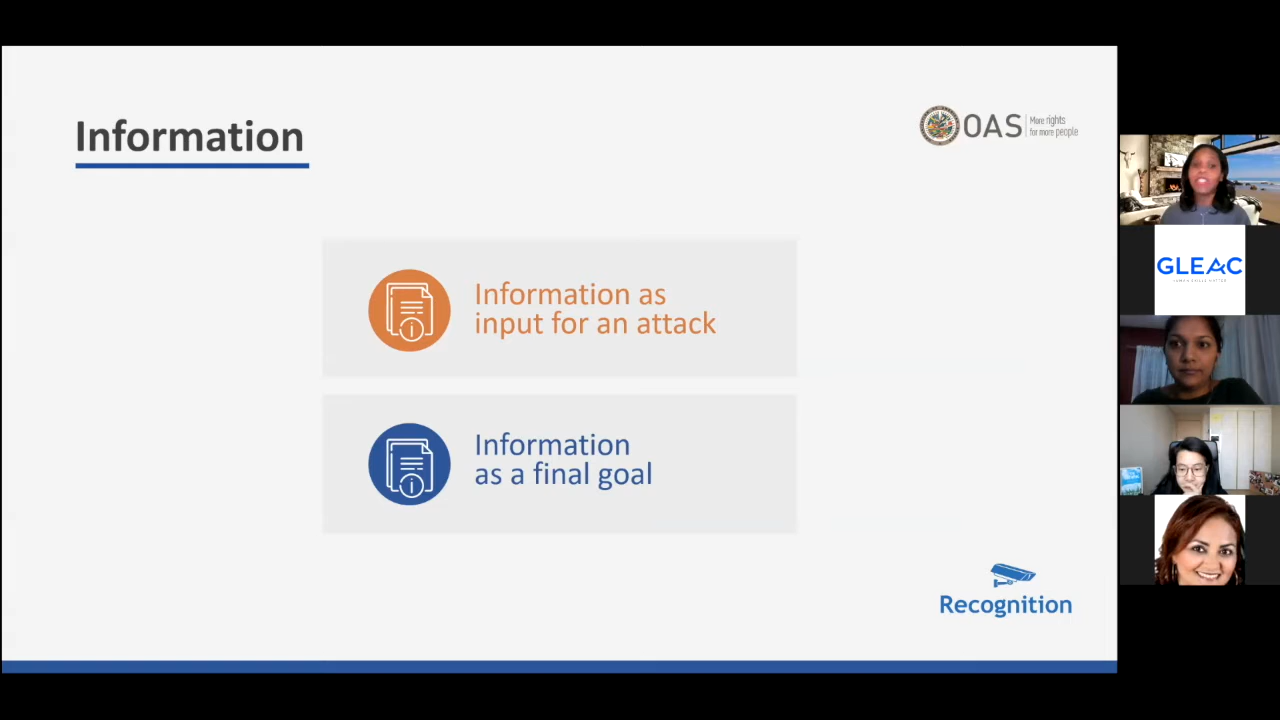 Information
OAS
More rights
for more people
Information as
input for an attack
Information
as a final goal
Recognition
GLEAC